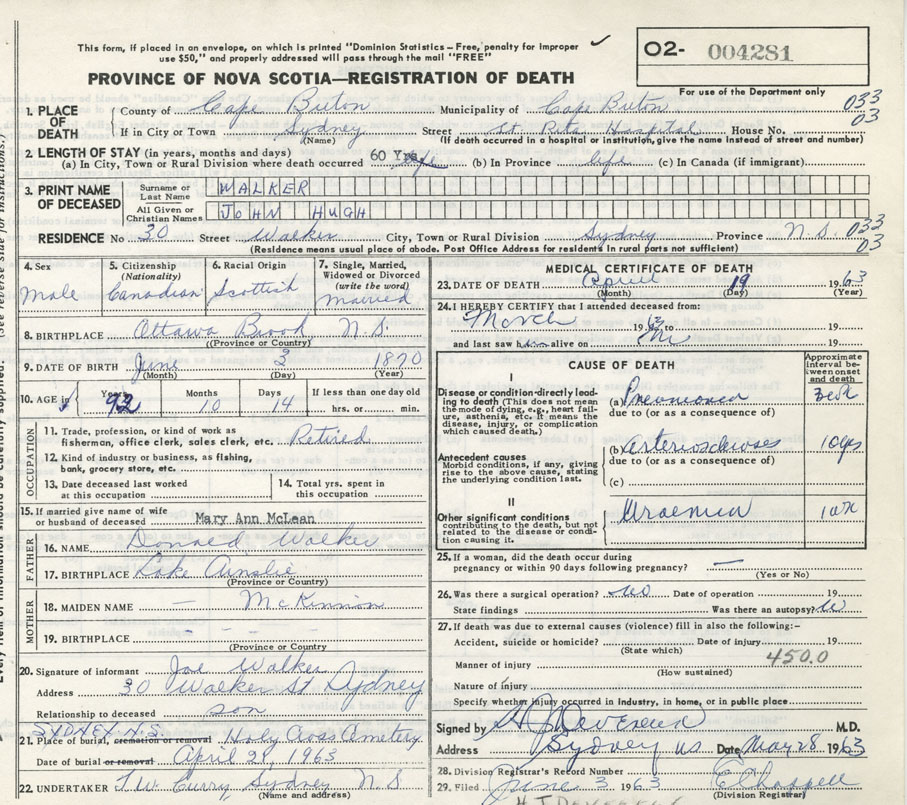 This form, if placed in an envelope, on which is printed "Dominion Statistics—Free, penalty for improper
use $50," and properly addressed will pass through the mail "FREE"
O2- 004281
PROVINCE OF NOVA SCOTIA—REGISTRATION OF DEATH
For use of the Department only
1. PLACE OF DEATH
County of Cape Breton Municipality of Cape Breton 033
If in City or Town Sydney Street St. Rita Hospital House No. 03
(Name) (If death occurred in a hospital or institution, give the name instead of street and number)
2. LENGTH OF STAY (in years, months and days)
(a) In City, Town or Rural Division where death occurred 60 Yrs. (b) In Province life (c) In Canada (if immigrant)
3. PRINT NAME OF DECEASED
Surname or Last Name WALKER
All Given or Christian Names JOHN HUGH
RESIDENCE No 30 Street Walker City, Town or Rural Division Sydney Province N.S. 033
03
(Residence means usual place of abode. Post Office Address for residents in rural parts not sufficient)
4. Sex
Male
5. Citizenship (Nationality)
Canadian
6. Racial Origin
Scottish
7. Single, Married, Widowed or Divorced (write the word)
married
8. BIRTHPLACE Ottawa Brook N.S.
(Province or Country)
9. DATE OF BIRTH June 3 1870
(Month) (Day) (Year)
10. AGE in Years 92 Months 10 Days 14 If less than one day old
hrs. or min.
OCCUPATION
11. Trade, profession, or kind of work as
fisherman, office clerk, sales clerk, etc. Retired
12. Kind of industry or business, as fishing,
bank, grocery store, etc.
13. Date deceased last worked
at this occupation
14. Total yrs. spent in
this occupation
15. If married give name of wife
or husband of deceased Mary Ann McLean
FATHER
16. NAME Donald Walker
17. BIRTHPLACE Lake Ainslie
(Province or Country)
MOTHER
18. MAIDEN NAME — McKinnon
19. BIRTHPLACE - -
(Province or Country)
20. Signature of informant Joe Walker
Address 30 Walker St Sydney
Relationship to deceased son
SYDNEY N.S.
21. Place of burial, cremation or removal Holy Cross Cemetery
Date of burial or removal April 1963
22. UNDERTAKER T.W. Curry, Sydney N S
(Name and address)
MEDICAL CERTIFICATE OF DEATH
23. DATE OF DEATH April 19 1963
(Month) (Day) (Year)
24. I HEREBY CERTIFY that I attended deceased from:
March 1963 to 19
and last saw him alive on 19
CAUSE OF DEATH
Approximate interval between onset and death
I
Disease or condition directly leading to death (This does not mean the mode of dying, e.g., heart failure, asthenia, etc. It means the disease, injury, or complication which caused death.)
(a) Pneumonia
due to (or as a consequence of)
Antecedent causes
Morbid conditions, if any, giving rise to the above cause, stating the underlying condition last.
(b) arteriosclerosis 10 yrs
due to (or as a consequence of)
(c)
II
Other significant conditions contributing to the death, but not related to the disease or condition causing it.
Uraemia
25. If a woman, did the death occur during
pregnancy or within 90 days following pregnancy? —
(Yes or No)
26. Was there a surgical operation? no Date of operation 19
State findings Was there an autopsy?
27. If death was due to external causes (violence) fill in also the following:—
Accident, suicide or homicide? Date of injury 19
(State which)
450.0
Manner of injury
(How sustained)
Nature of injury
Specify whether injury occurred in Industry, in home, or in public place
Signed by H J Devereux M.D.
Address Sydney ns Date May 28 1963
28. Division Registrar's Record Number
29. Filed June 3 1963 E Chappell
(Division Registrar)
H J DEVEREUX